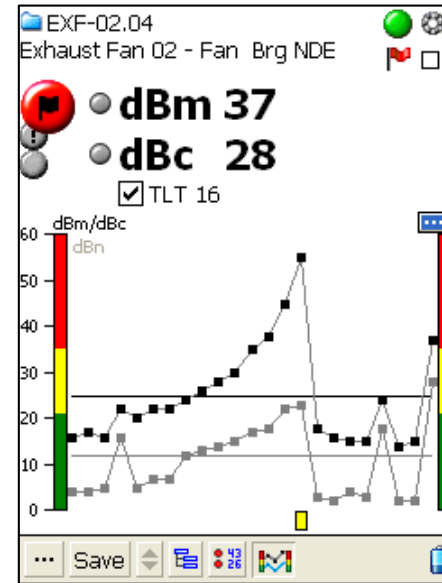 EXF-02.04
Exhaust Fan 02 - Fan Brg NDE
dBm 37
dBc 28
TLT 16
dBm/dBc
dBn
60
50
40
30
20
10
0
... Save 43 26